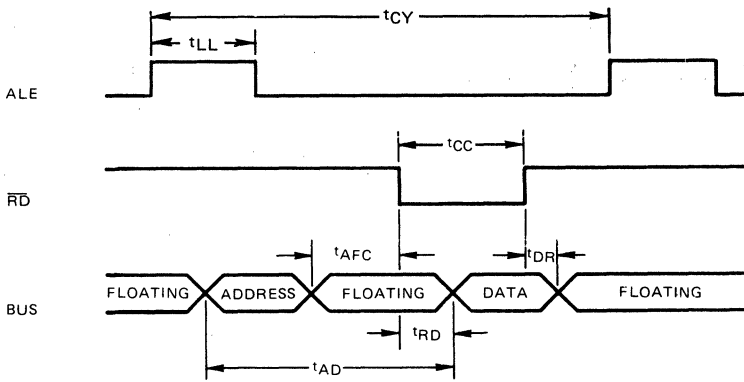 tCY
tLL
ALE
tCC
RD
tAFC
tDR
FLOATING ADDRESS FLOATING DATA FLOATING
BUS
tRD
tAD